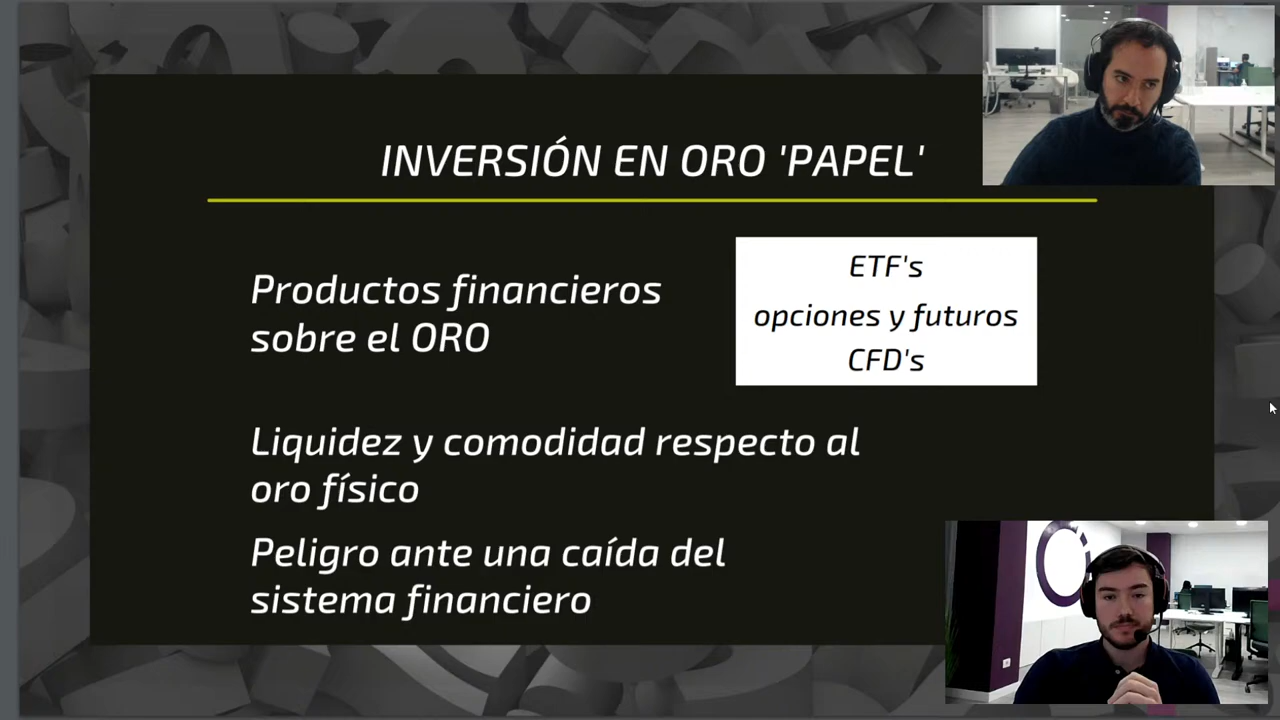 INVERSIÓN EN ORO 'PAPEL'
Productos financieros
sobre el ORO
ETF's
opciones y futuros
CFD's
Liquidez y comodidad respecto al
oro físico
Peligro ante una caída del
sistema financiero